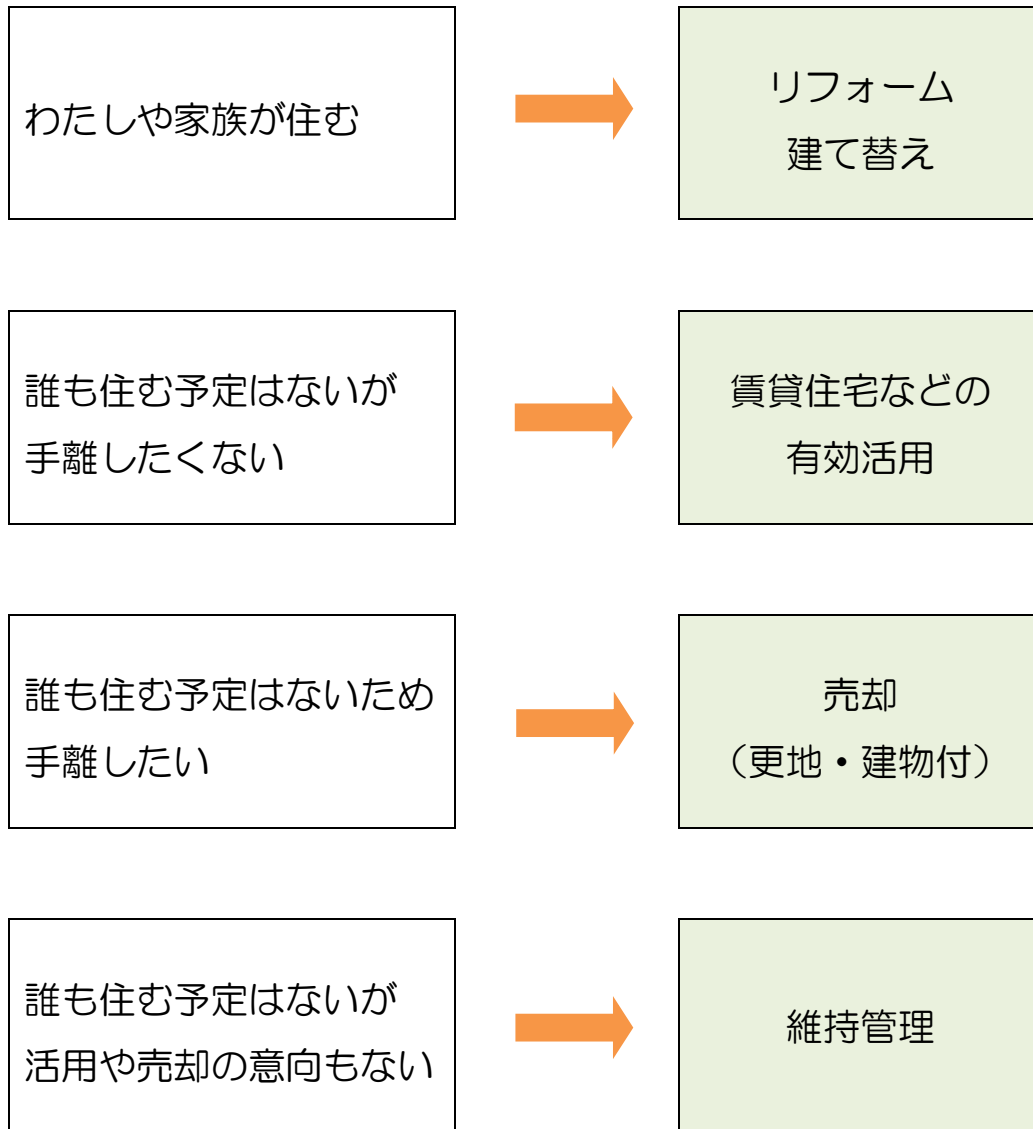 わたしや家族が住む
リフォーム
建て替え
誰も住む予定はないが
手離したくない
賃貸住宅などの
有効活用
誰も住む予定はないため
手離したい
売却
（更地・建物付）
誰も住む予定はないが
活用や売却の意向もない
維持管理